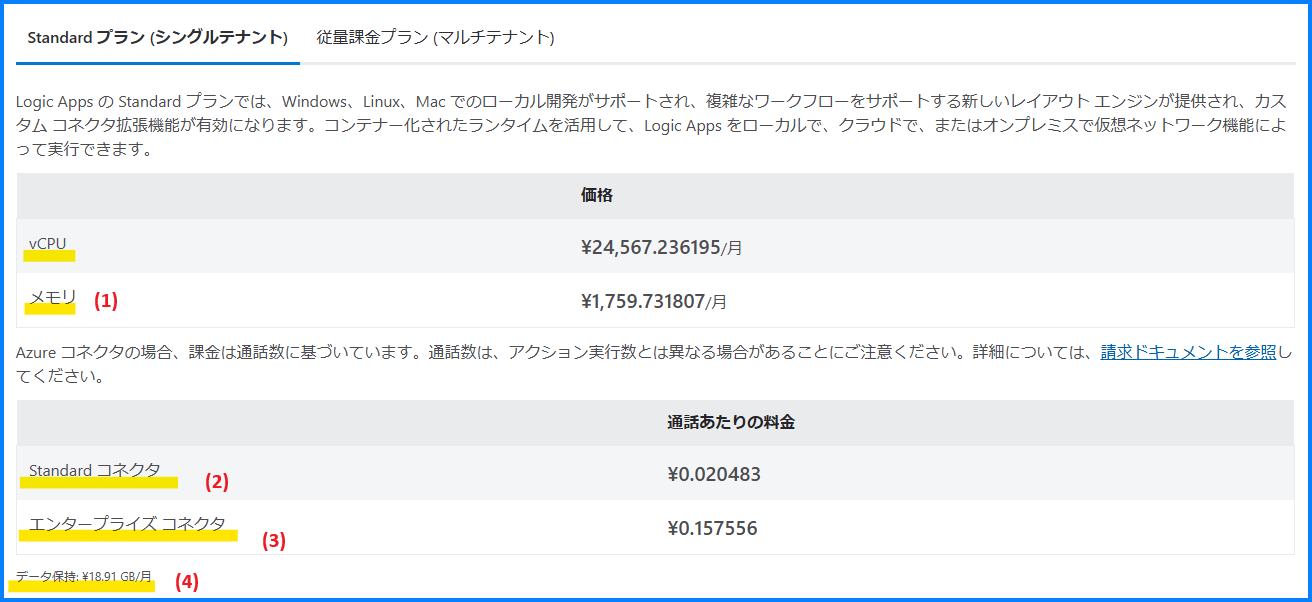 Standard プラン (シングルテナント) 従量課金プラン (マルチテナント)
Logic Apps の Standard プランでは、Windows、Linux、Mac でのローカル開発がサポートされ、複雑なワークフローをサポートする新しいレイアウト エンジンが提供され、カス
タム コネクタ拡張機能が有効になります。コンテナー化されたランタイムを活用して、Logic Apps をローカルで、クラウドで、またはオンプレミスで仮想ネットワーク機能によ
って実行できます。
価格
vCPU ¥24,567.236195/月
メモリ (1) ¥1,759.731807/月
Azure コネクタの場合、課金は通話数に基づいています。通話数は、アクション実行数とは異なる場合があることにご注意ください。詳細については、請求ドキュメントを参照し
てください。
通話あたりの料金
Standard コネクタ (2) ¥0.020483
エンタープライズ コネクタ (3) ¥0.157556
データ保持: ¥18.91 GB/月 (4)